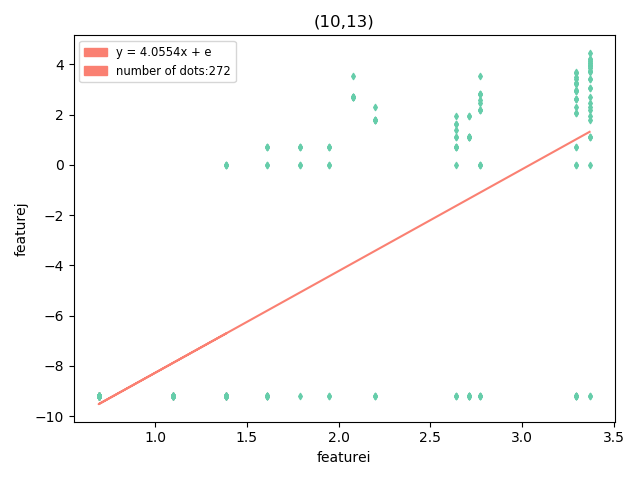 (10,13)
y = 4.0554x + e
number of dots:272
featurej
4
2
0
−2
−4
−6
−8
−10
1.0 1.5 2.0 2.5 3.0 3.5
featurei